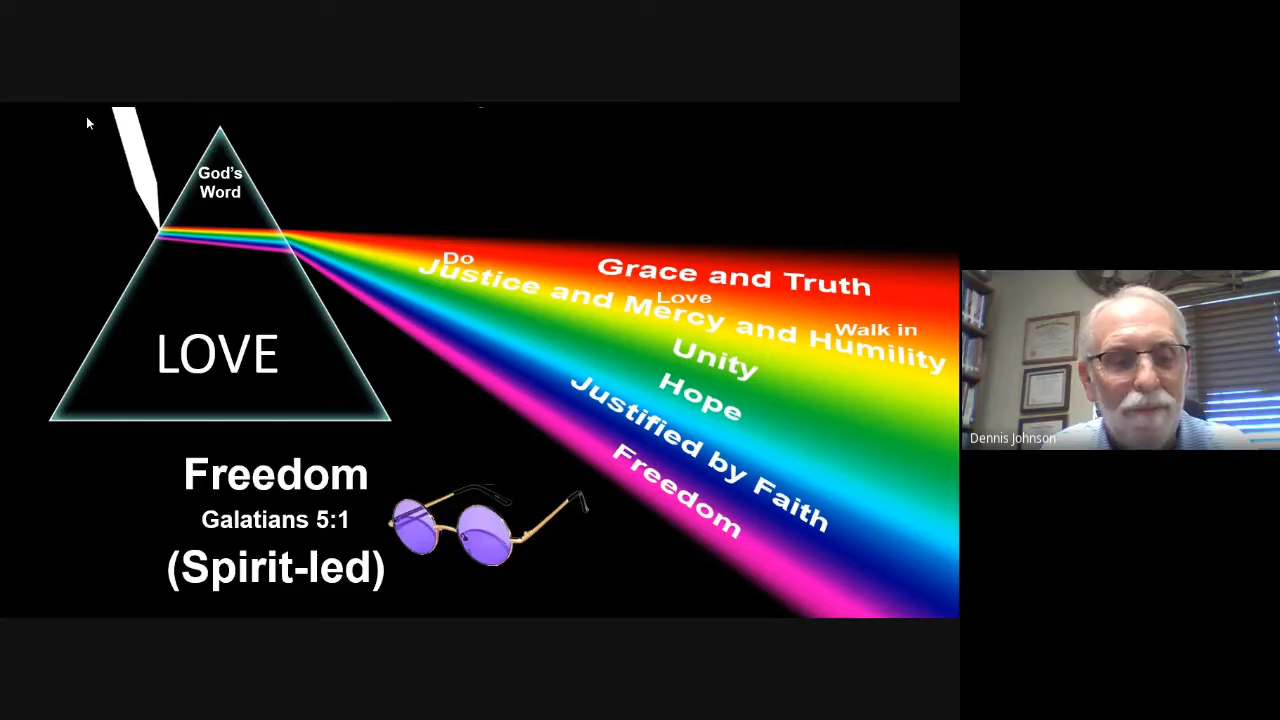 God's
Word
LOVE
Freedom
Galatians 5:1
(Spirit-led)
Grace and Truth
Do
Justice and Mercy and Humility
Love
Walk in
Unity
Hope
Justified by Faith
Freedom
Dennis Johnson